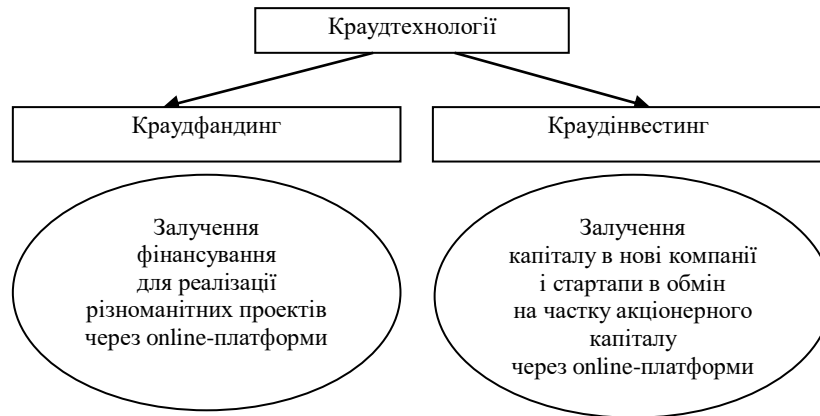 Краудтехнології
Краудфандинг
Краудінвестинг
Залучення
фінансування
для реалізації
різноманітних проектів
через online-платформи
Залучення
капіталу в нові компанії
і стартапи в обмін
на частку акціонерного
капіталу
через online-платформи